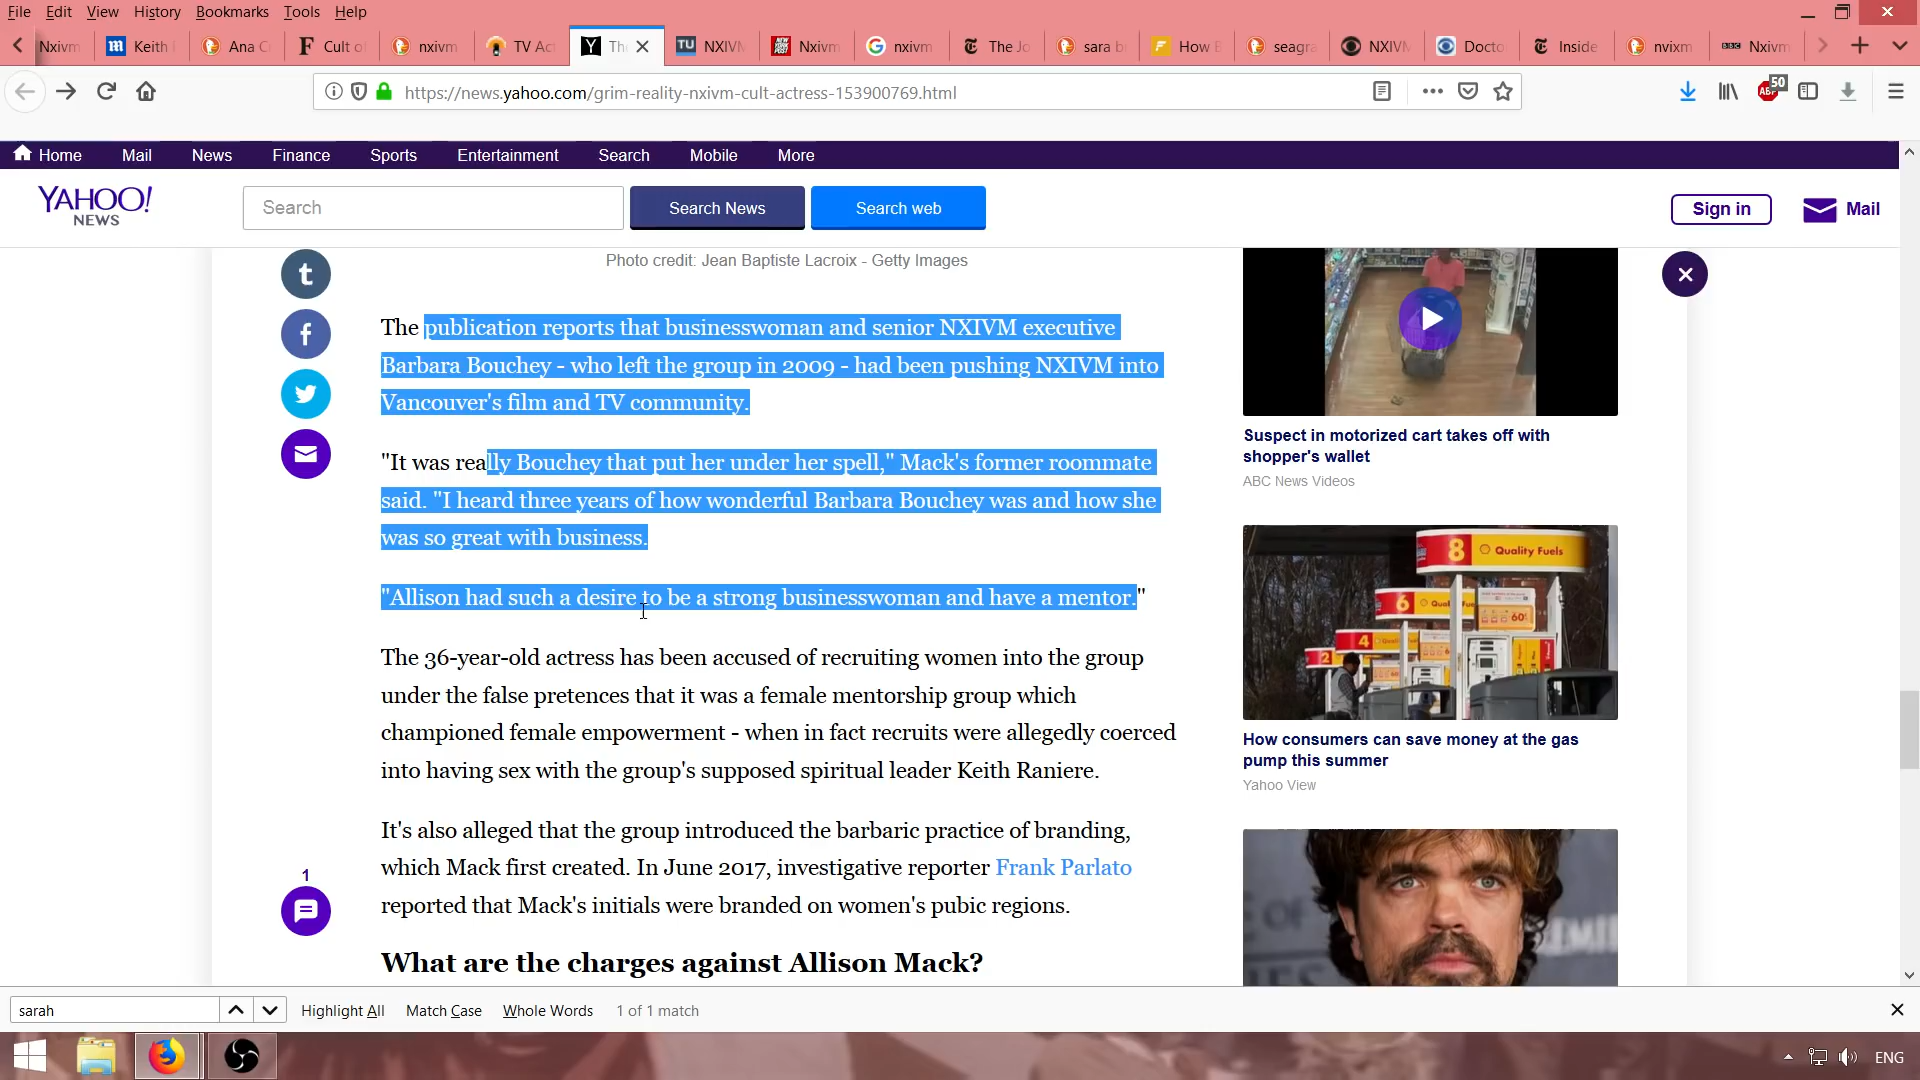 File Edit View History Bookmarks Tools Help
Nxivm Keith Ana C Cult o nxivm TV Ac Th NXIVM Nxivm nxivm The Jo sara b How E seagra NXIVM Docto Inside nvixm Nxivm
https://news.yahoo.com/grim-reality-nxivm-cult-actress-153900769.html
50
Home Mail News Finance Sports Entertainment Search Mobile More
YAHOO!
NEWS
Search
Search News
Search web
Sign in
Mail
Photo credit: Jean Baptiste Lacroix - Getty Images
The publication reports that businesswoman and senior NXIVM executive
Barbara Bouchey - who left the group in 2009 - had been pushing NXIVM into
Vancouver's film and TV community.
"It was really Bouchey that put her under her spell," Mack's former roommate
said. "I heard three years of how wonderful Barbara Bouchey was and how she
was so great with business.
"Allison had such a desire to be a strong businesswoman and have a mentor."
The 36-year-old actress has been accused of recruiting women into the group
under the false pretences that it was a female mentorship group which
championed female empowerment - when in fact recruits were allegedly coerced
into having sex with the group's supposed spiritual leader Keith Raniere.
It's also alleged that the group introduced the barbaric practice of branding,
which Mack first created. In June 2017, investigative reporter Frank Parlato
reported that Mack's initials were branded on women's pubic regions.
What are the charges against Allison Mack?
1
Suspect in motorized cart takes off with
shopper's wallet
ABC News Videos
8 Quality Fuels
6
4
2
How consumers can save money at the gas
pump this summer
Yahoo View
sarah
Highlight All Match Case Whole Words 1 of 1 match
ENG